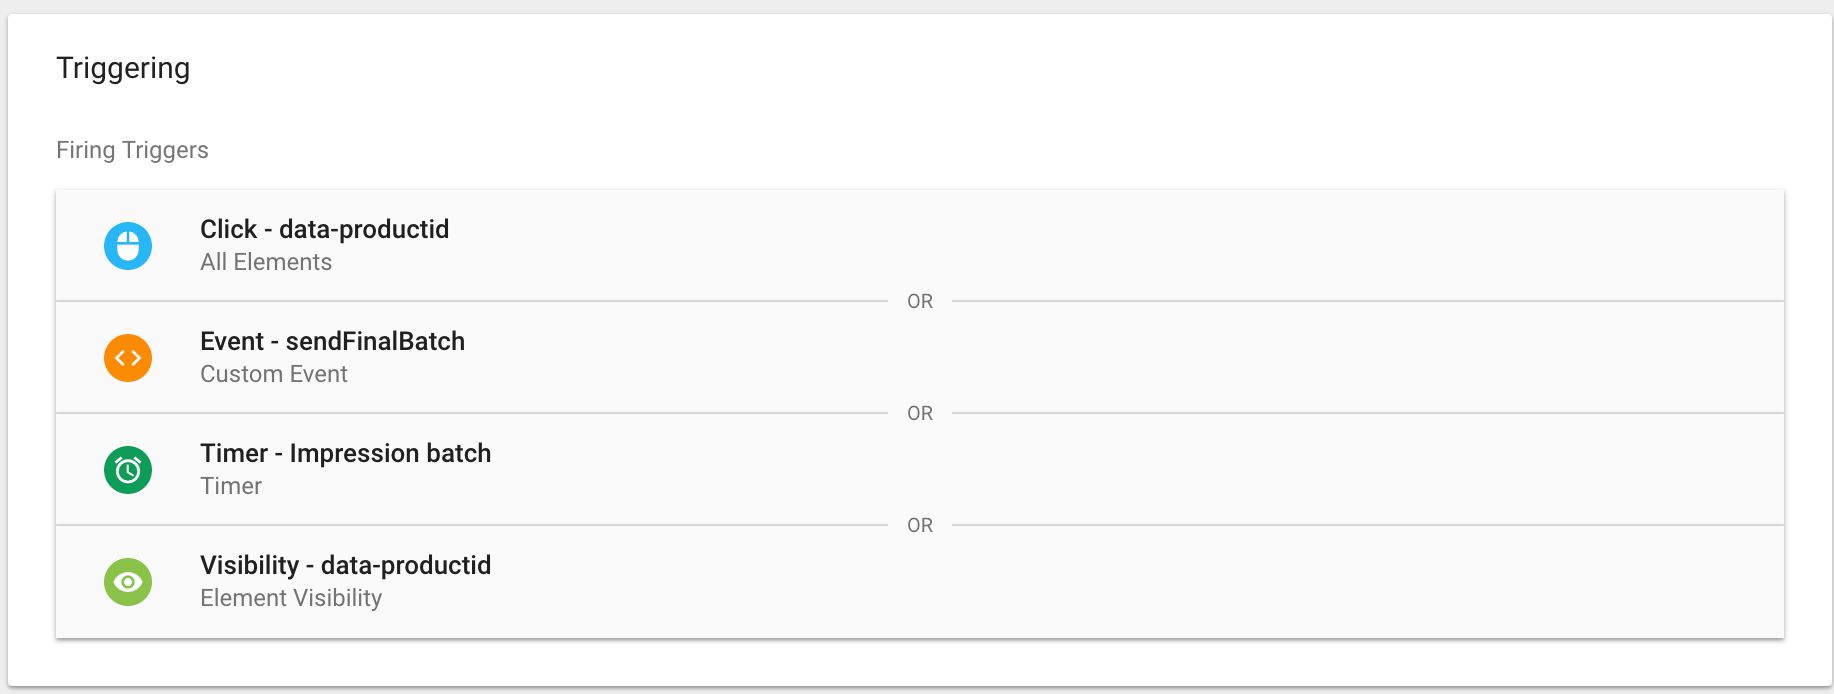 Triggering
Firing Triggers
Click - data-productid
All Elements
OR
Event - sendFinalBatch
Custom Event
OR
Timer - Impression batch
Timer
OR
Visibility - data-productid
Element Visibility